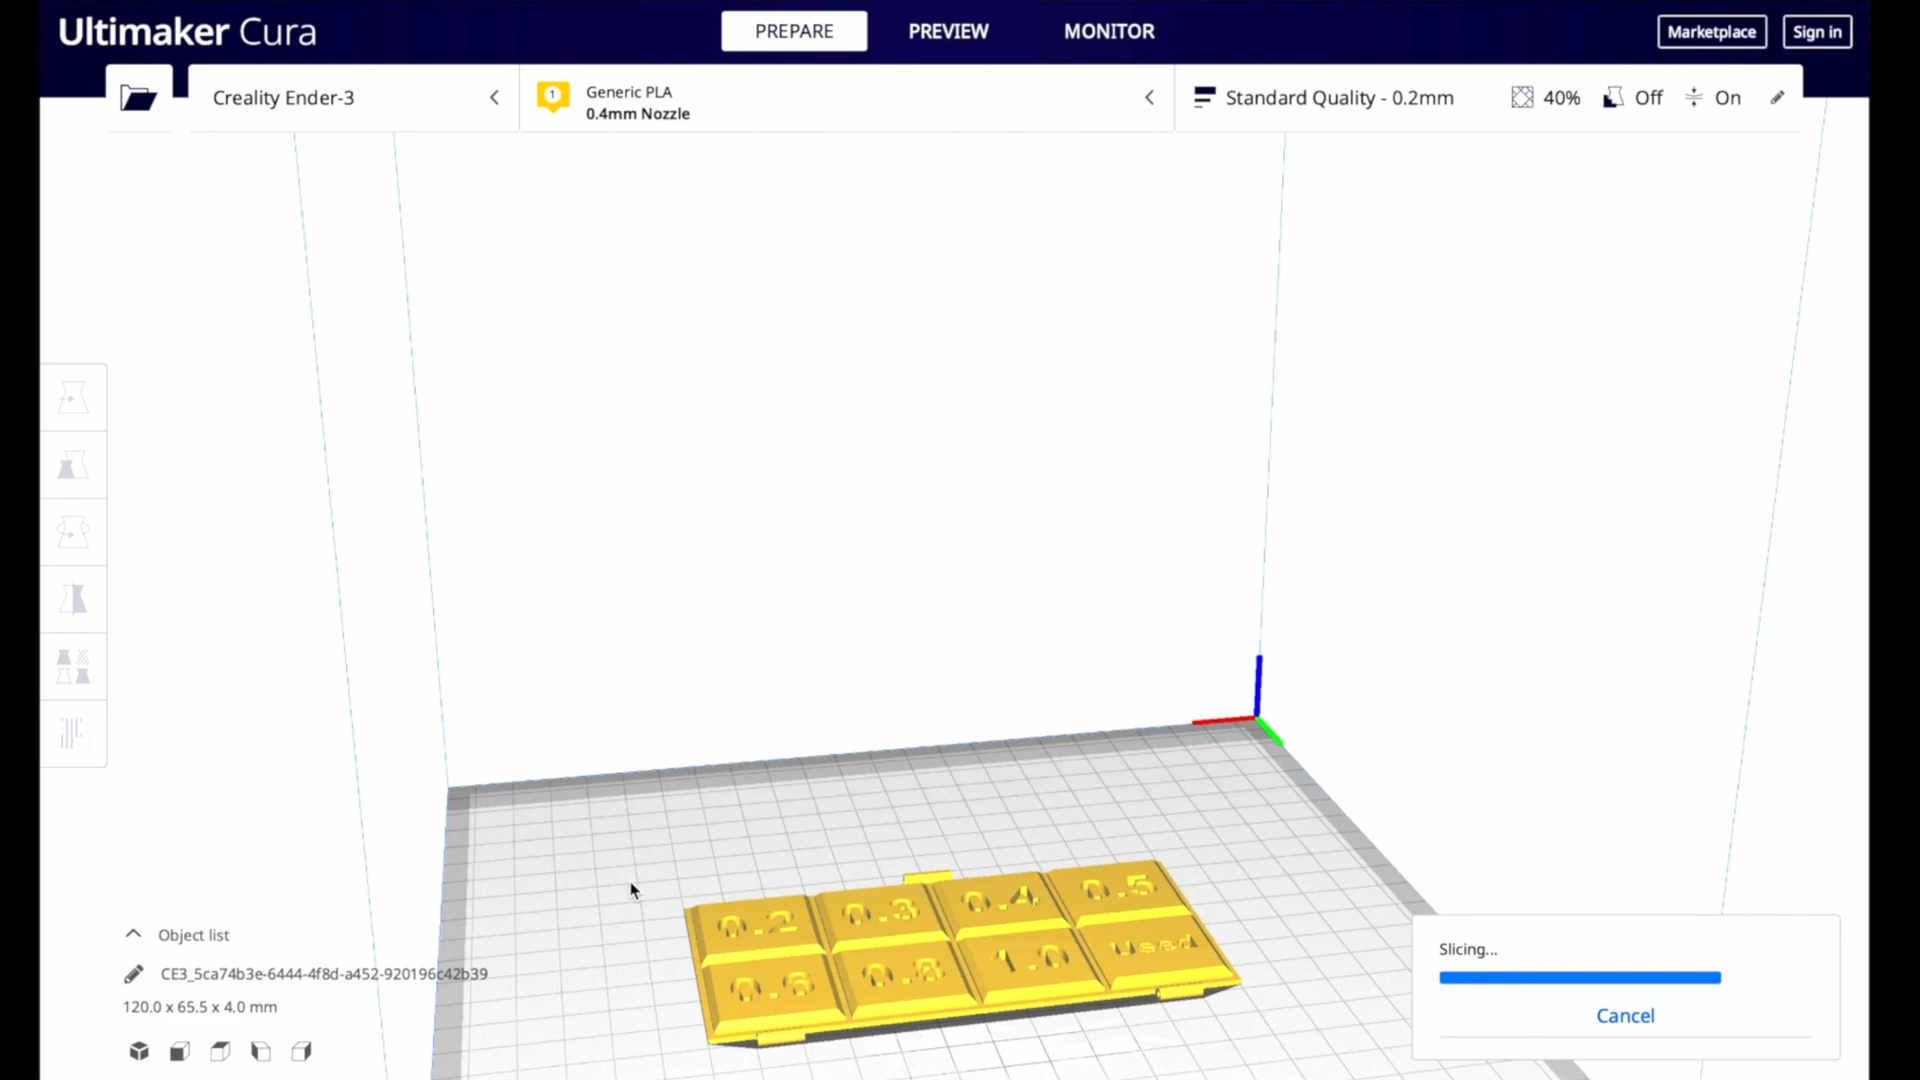 Ultimaker Cura
PREPARE
PREVIEW
MONITOR
Marketplace
Sign in
Creality Ender-3
1
Generic PLA
0.4mm Nozzle
Standard Quality - 0.2mm
40%
Off
On
0.2
0.3
0.4
0.5
0.6
0.8
1.0
Used
Object list
CE3_5ca74b3e-6444-4f8d-a452-920196c42b39
120.0 x 65.5 x 4.0 mm
Slicing...
Cancel